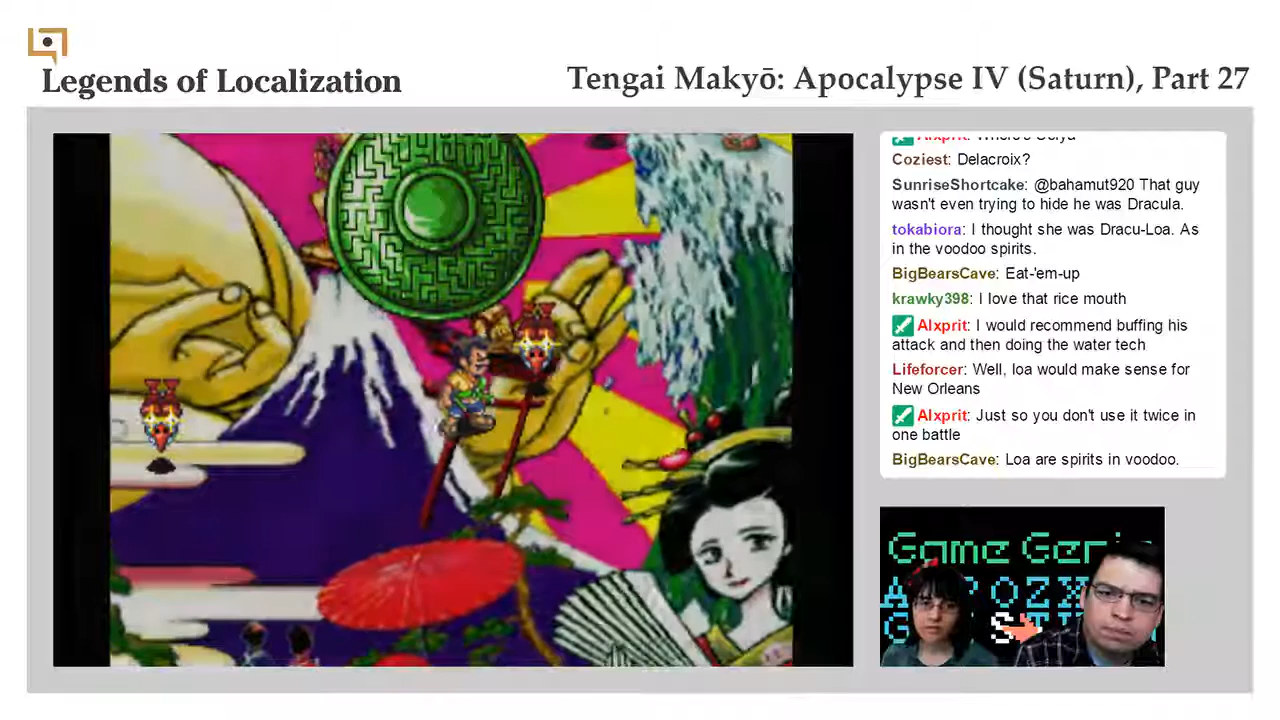 Legends of Localization
Tengai Makyō: Apocalypse IV (Saturn), Part 27
Coziest: Delacroix?
SunriseShortcake: @bahamut920 That guy
wasn't even trying to hide he was Dracula.
tokabiora: I thought she was Dracu-Loa. As
in the voodoo spirits.
BigBearsCave: Eat-'em-up
krawky398: I love that rice mouth
Alxprit: I would recommend buffing his
attack and then doing the water tech
Lifeforcer: Well, loa would make sense for
New Orleans
Alxprit: Just so you don't use it twice in
one battle
BigBearsCave: Loa are spirits in voodoo.
Game